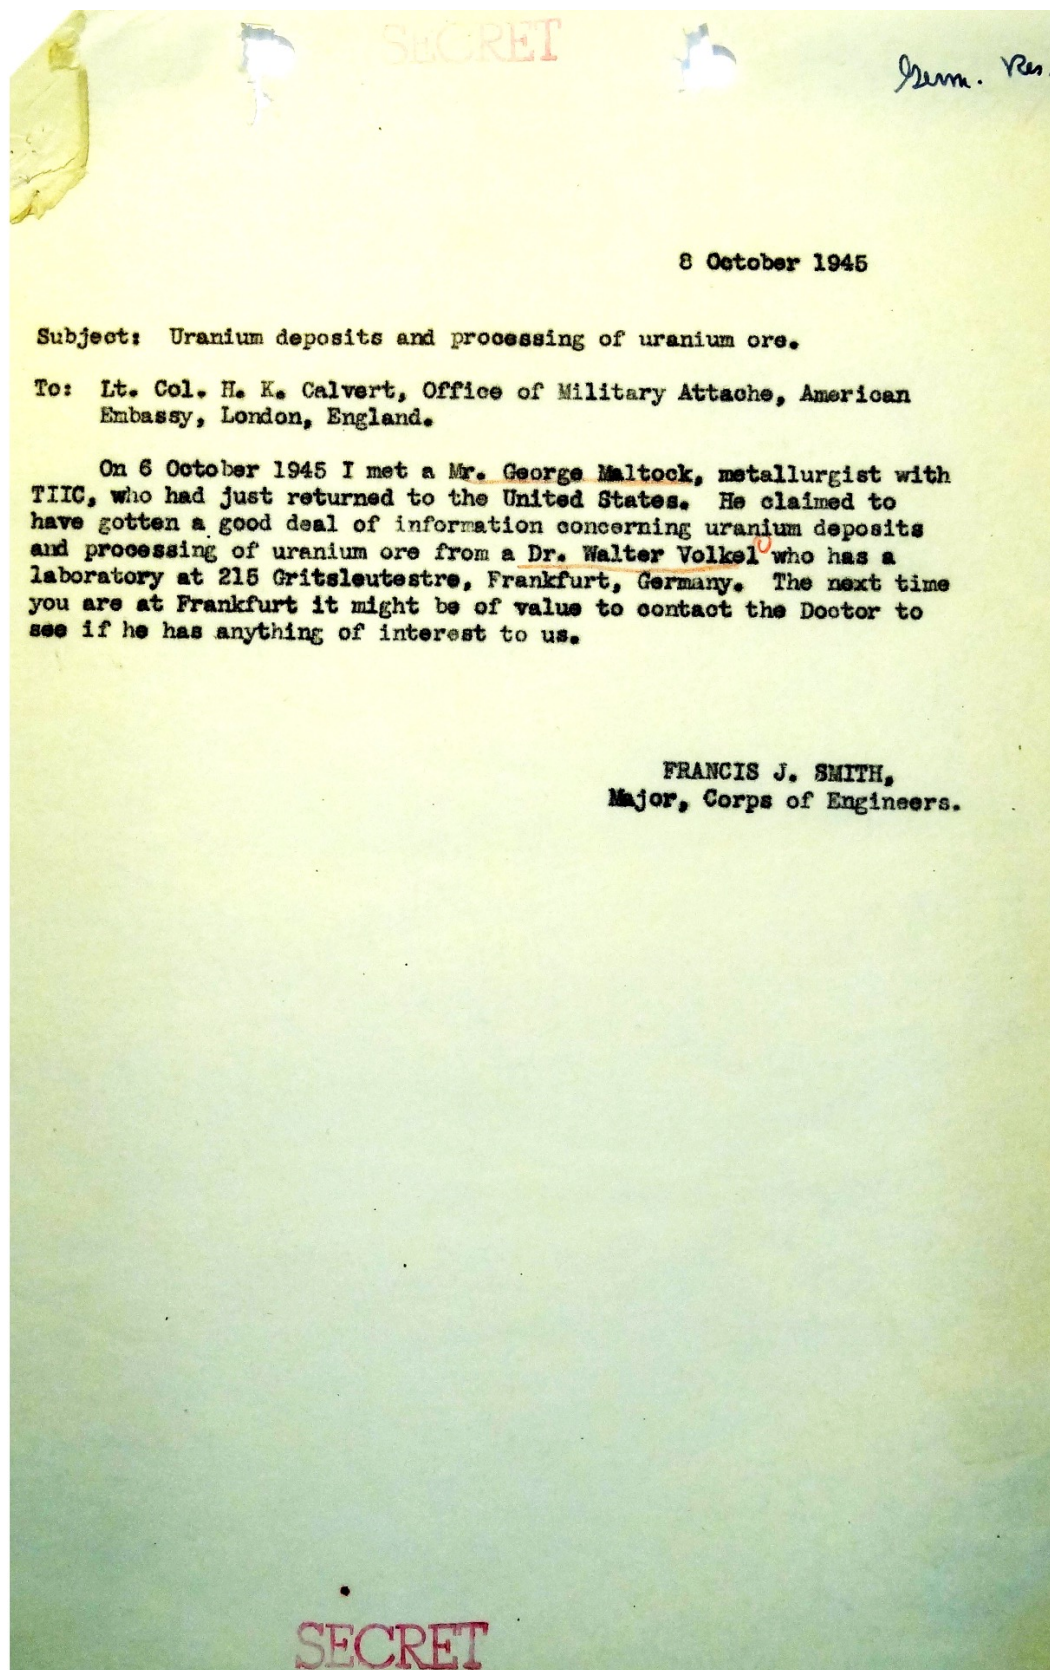 SECRET
Germ. Res.
8 October 1945
Subject: Uranium deposits and processing of uranium ore.
To: Lt. Col. H. K. Calvert, Office of Military Attache, American
Embassy, London, England.
On 6 October 1945 I met a Mr. George Maltock, metallurgist with
TIIC, who had just returned to the United States. He claimed to
have gotten a good deal of information concerning uranium deposits
and processing of uranium ore from a Dr. Walter Volkel who has a
laboratory at 215 Gritsleutestre, Frankfurt, Germany. The next time
you are at Frankfurt it might be of value to contact the Doctor to
see if he has anything of interest to us.
FRANCIS J. SMITH,
Major, Corps of Engineers.
SECRET